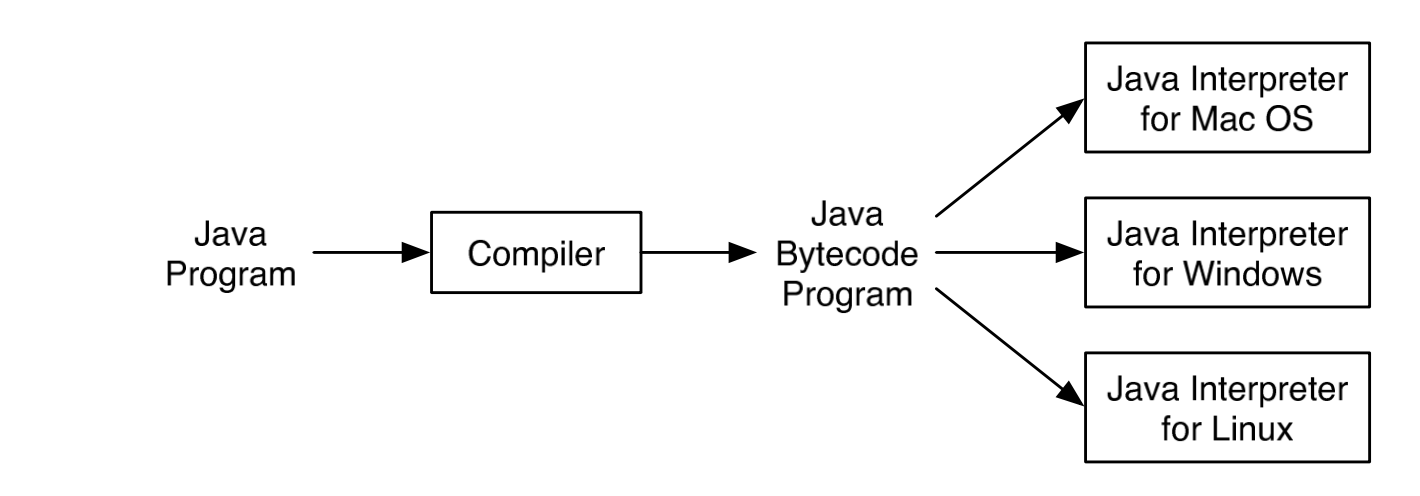 Java
Program
Compiler
Java
Bytecode
Program
Java Interpreter
for Mac OS
Java Interpreter
for Windows
Java Interpreter
for Linux